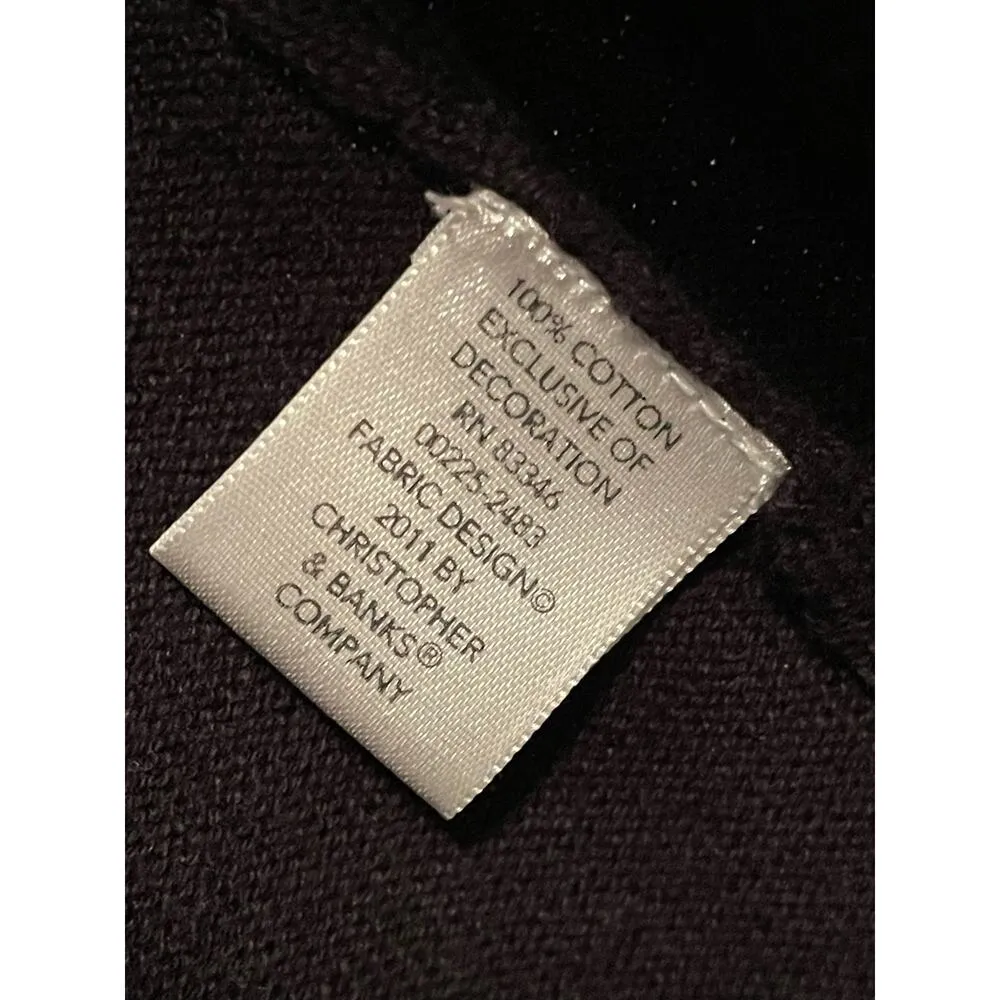 100% COTTON
EXCLUSIVE OF
DECORATION
RN 83346
00225-2483
FABRIC DESIGN©
2011 BY
CHRISTOPHER
& BANKS®
COMPANY